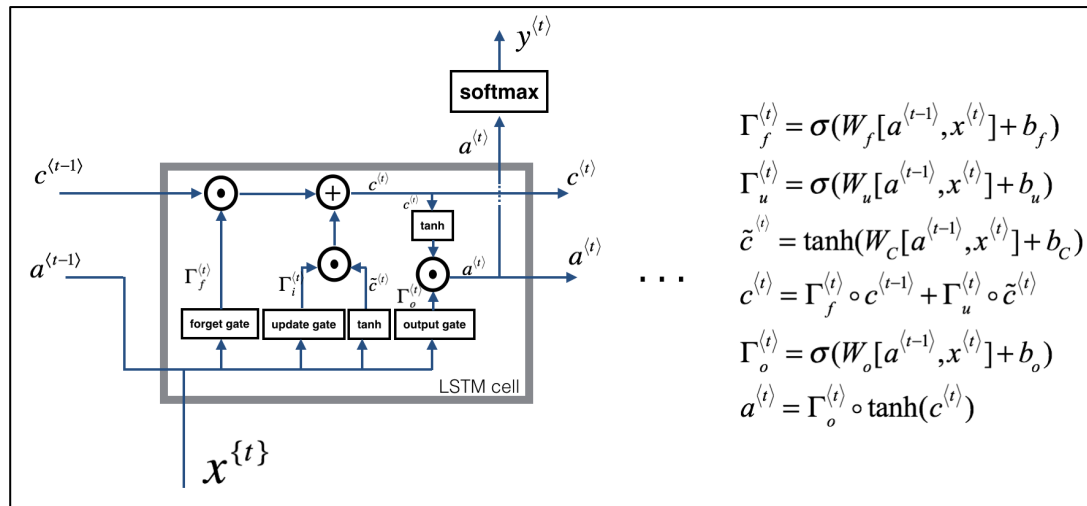 y⟨t⟩
softmax
a⟨t⟩
c⟨t-1⟩
c⟨t⟩
c⟨t⟩
c⟨t⟩
tanh
a⟨t-1⟩
Γf⟨t⟩
Γi⟨t⟩
c̃⟨t⟩
Γo⟨t⟩
a⟨t⟩
a⟨t⟩
forget gate
update gate
tanh
output gate
LSTM cell
x{t}
. . .
Γf⟨t⟩ = σ(Wf[a⟨t-1⟩, x⟨t⟩] + bf)
Γu⟨t⟩ = σ(Wu[a⟨t-1⟩, x⟨t⟩] + bu)
c̃⟨t⟩ = tanh(WC[a⟨t-1⟩, x⟨t⟩] + bC)
c⟨t⟩ = Γf⟨t⟩ ∘ c⟨t-1⟩ + Γu⟨t⟩ ∘ c̃⟨t⟩
Γo⟨t⟩ = σ(Wo[a⟨t-1⟩, x⟨t⟩] + bo)
a⟨t⟩ = Γo⟨t⟩ ∘ tanh(c⟨t⟩)